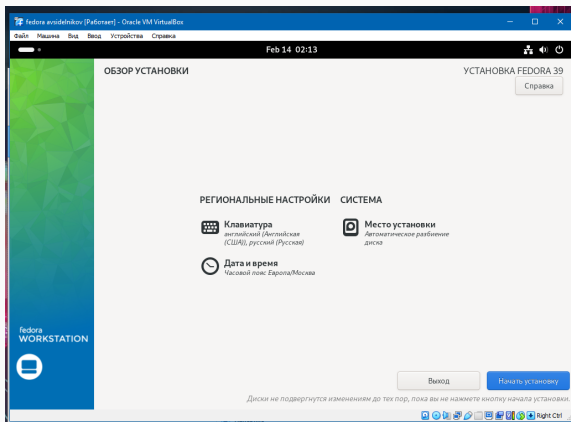 fedora avsidelnikov [Работает] - Oracle VM VirtualBox
Файл Машина Вид Ввод Устройства Справка
Feb 14 02:13
ОБЗОР УСТАНОВКИ
УСТАНОВКА FEDORA 39
Справка
РЕГИОНАЛЬНЫЕ НАСТРОЙКИ
СИСТЕМА
Клавиатура
английский (Английская
(США)), русский (Русская)
Место установки
Автоматическое разбиение
диска
Дата и время
Часовой пояс Европа/Москва
fedora
WORKSTATION
Выход
Начать установку
Диски не подвергнутся изменениям до тех пор, пока вы не нажмете кнопку начала установки.
Right Ctrl